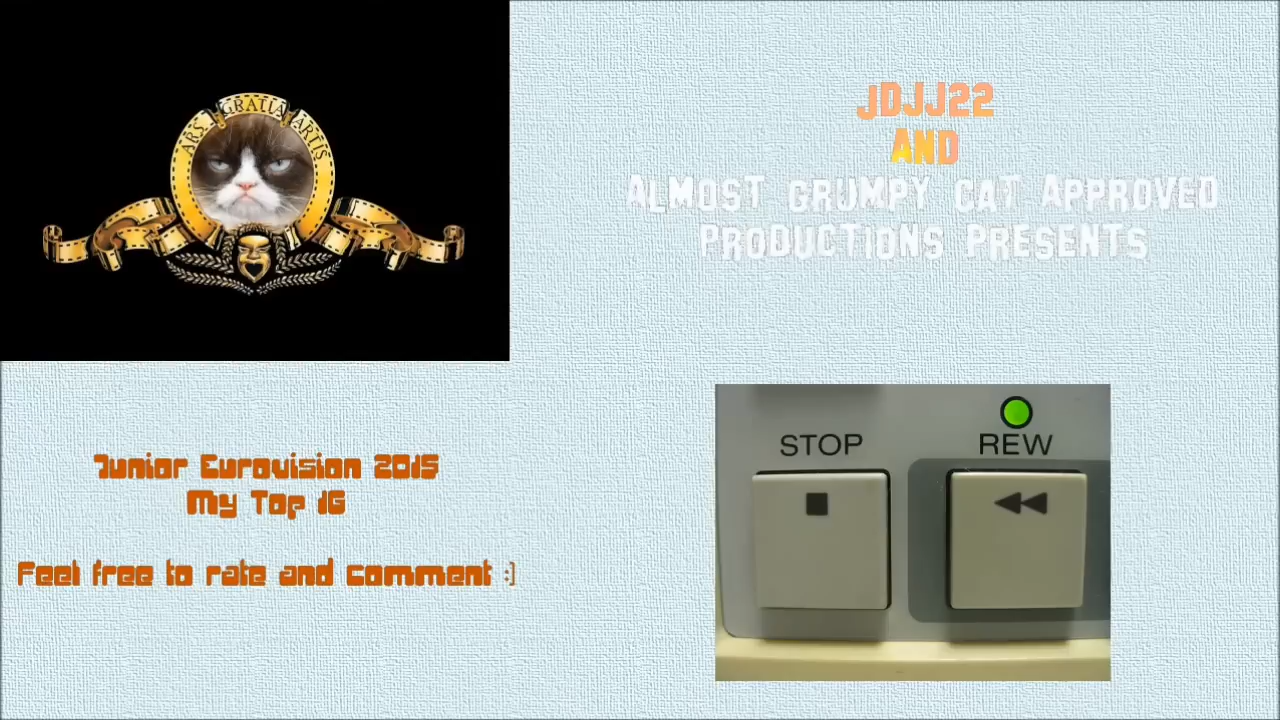 ARS GRATIA ARTIS
JDJJ22
AND
ALMOST GRUMPY CAT APPROVED
PRODUCTIONS PRESENTS
STOP
REW
Junior Eurovision 2015
My Top 16
Feel free to rate and comment :)